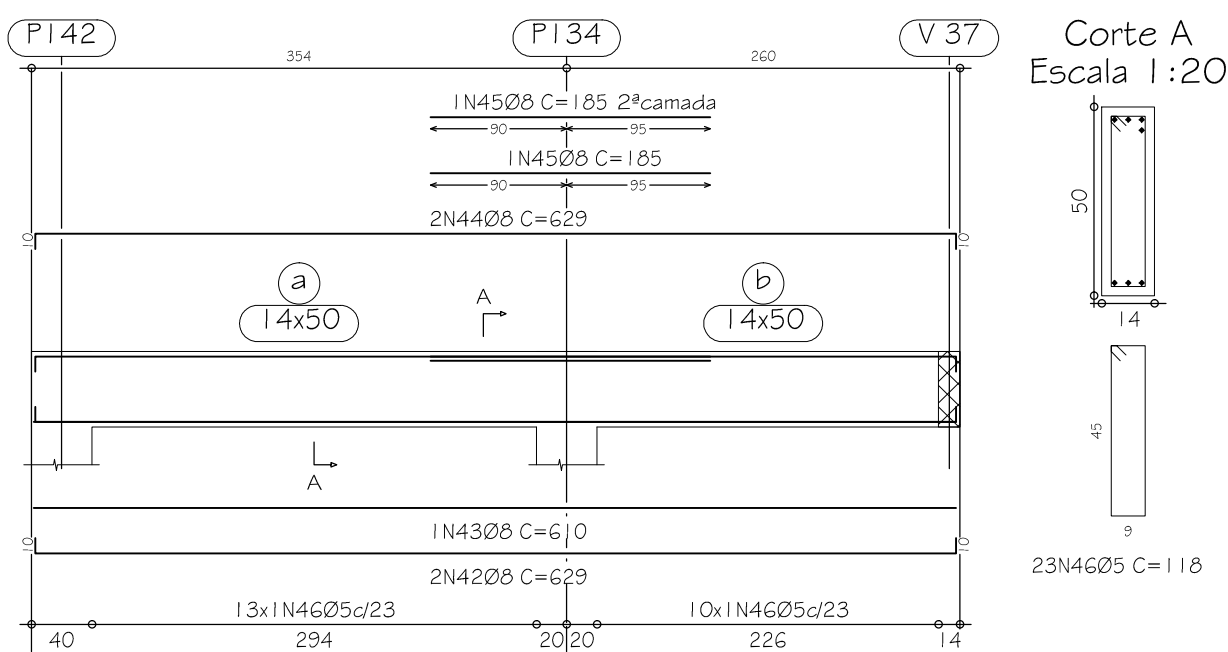 P142 P134 V 37
354 260
Corte A
Escala 1:20
1N45Ø8 C=185 2ªcamada
90 95
1N45Ø8 C=185
90 95
2N44Ø8 C=629
10 10
a b
14x50 14x50
A
A
1N43Ø8 C=610
10 10
2N42Ø8 C=629
13x1N46Ø5c/23 10x1N46Ø5c/23
40 294 20 20 226 14
50
14
45
9
23N46Ø5 C=118